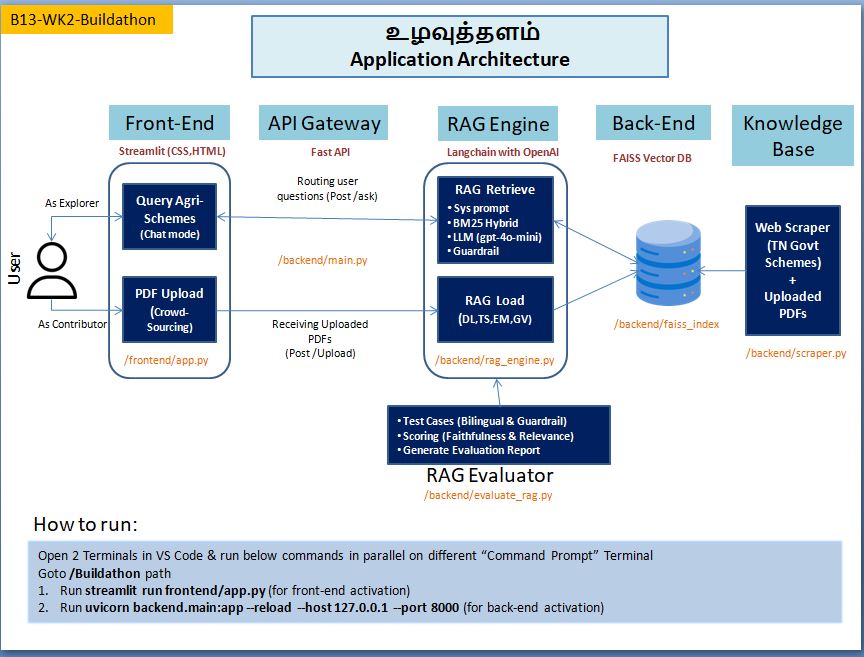 B13-WK2-Buildathon
உழவுத்தளம்
Application Architecture
Front-End
Streamlit (CSS,HTML)
API Gateway
Fast API
RAG Engine
Langchain with OpenAI
Back-End
FAISS Vector DB
Knowledge
Base
User
As Explorer
As Contributor
Query Agri-
Schemes
(Chat mode)
PDF Upload
(Crowd-
Sourcing)
/frontend/app.py
Routing user
questions (Post /ask)
/backend/main.py
Receiving Uploaded
PDFs
(Post /Upload)
RAG Retrieve
• Sys prompt
• BM25 Hybrid
• LLM (gpt-4o-mini)
• Guardrail
RAG Load
(DL,TS,EM,GV)
/backend/rag_engine.py
/backend/faiss_index
Web Scraper
(TN Govt
Schemes)
+
Uploaded
PDFs
/backend/scraper.py
• Test Cases (Bilingual & Guardrail)
• Scoring (Faithfulness & Relevance)
• Generate Evaluation Report
RAG Evaluator
/backend/evaluate_rag.py
How to run:
Open 2 Terminals in VS Code & run below commands in parallel on different “Command Prompt” Terminal
Goto /Buildathon path
1. Run streamlit run frontend/app.py (for front-end activation)
2. Run uvicorn backend.main:app --reload --host 127.0.0.1 --port 8000 (for back-end activation)